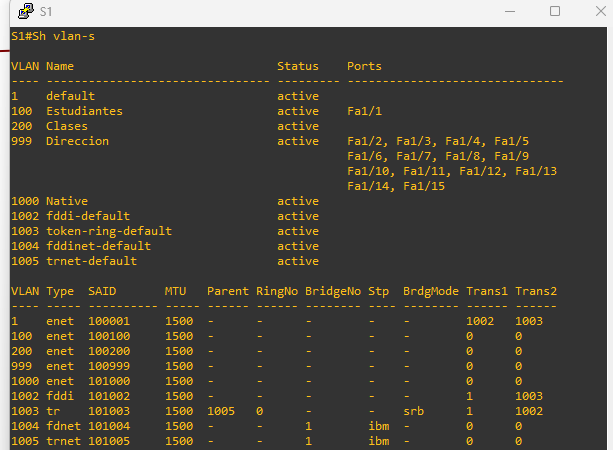 S1
S1#Sh vlan-s
VLAN Name                             Status    Ports
---- -------------------------------- --------- -------------------------------
1    default                          active
100  Estudiantes                      active    Fa1/1
200  Clases                           active
999  Direccion                        active    Fa1/2, Fa1/3, Fa1/4, Fa1/5
                                                Fa1/6, Fa1/7, Fa1/8, Fa1/9
                                                Fa1/10, Fa1/11, Fa1/12, Fa1/13
                                                Fa1/14, Fa1/15
1000 Native                           active
1002 fddi-default                     active
1003 token-ring-default               active
1004 fddinet-default                  active
1005 trnet-default                    active
VLAN Type  SAID       MTU   Parent RingNo BridgeNo Stp  BrdgMode Trans1 Trans2
---- ----- ---------- ----- ------ ------ -------- ---- -------- ------ ------
1    enet  100001     1500  -      -      -        -    -        1002   1003
100  enet  100100     1500  -      -      -        -    -        0      0
200  enet  100200     1500  -      -      -        -    -        0      0
999  enet  100999     1500  -      -      -        -    -        0      0
1000 enet  101000     1500  -      -      -        -    -        0      0
1002 fddi  101002     1500  -      -      -        -    -        1      1003
1003 tr    101003     1500  1005   0      -        -    srb      1      1002
1004 fdnet 101004     1500  -      -      1        ibm  -        0      0
1005 trnet 101005     1500  -      -      1        ibm  -        0      0